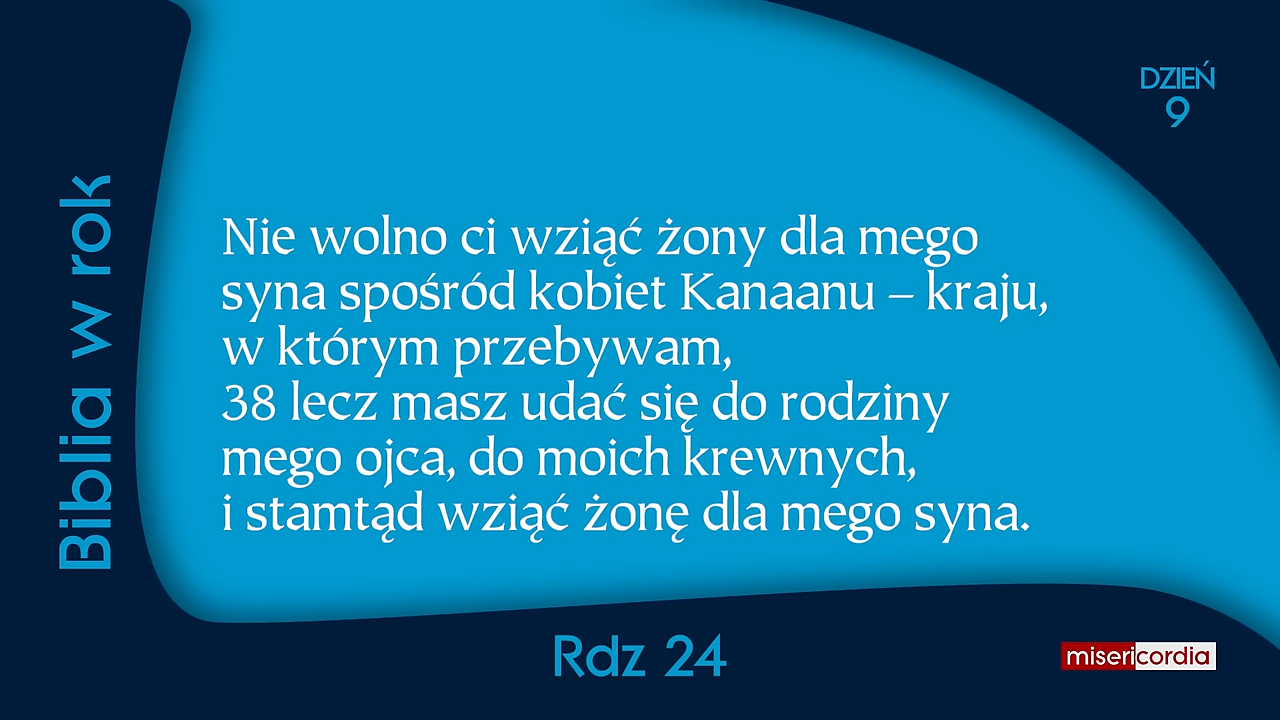 DZIEŃ
9
Biblia w rok
Nie wolno ci wziąć żony dla mego
syna spośród kobiet Kanaanu – kraju,
w którym przebywam,
38 lecz masz udać się do rodziny
mego ojca, do moich krewnych,
i stamtąd wziąć żonę dla mego syna.
Rdz 24
misericordia